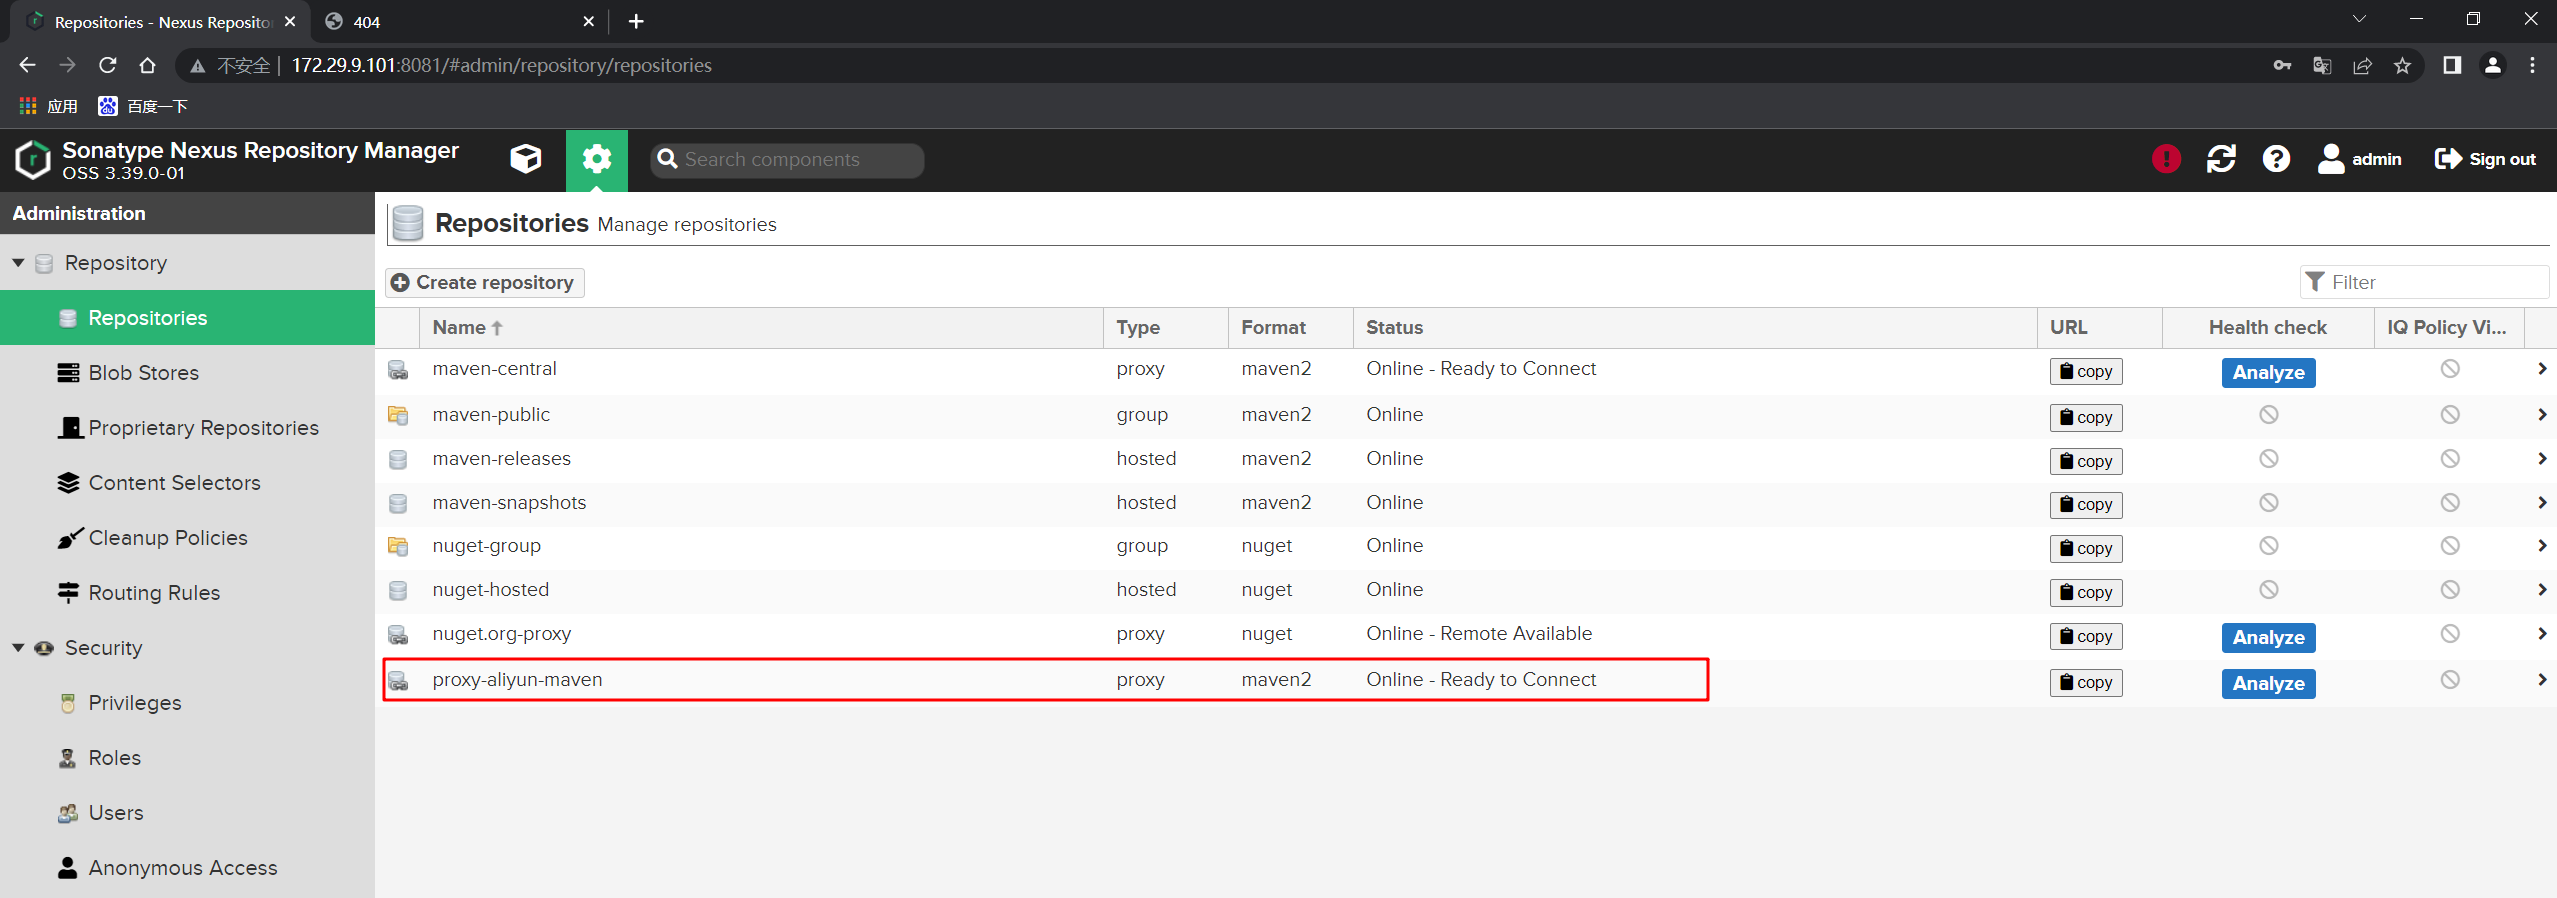 Repositories - Nexus Reposito
404
不安全 172.29.9.101:8081/#admin/repository/repositories
应用 百度一下
Sonatype Nexus Repository Manager
OSS 3.39.0-01
Search components
admin
Sign out
Administration
Repository
Repositories
Blob Stores
Proprietary Repositories
Content Selectors
Cleanup Policies
Routing Rules
Security
Privileges
Roles
Users
Anonymous Access
Repositories Manage repositories
Create repository
Filter
Name Type Format Status URL Health check IQ Policy Vi...
maven-central proxy maven2 Online - Ready to Connect copy Analyze
maven-public group maven2 Online copy
maven-releases hosted maven2 Online copy
maven-snapshots hosted maven2 Online copy
nuget-group group nuget Online copy
nuget-hosted hosted nuget Online copy
nuget.org-proxy proxy nuget Online - Remote Available copy Analyze
proxy-aliyun-maven proxy maven2 Online - Ready to Connect copy Analyze